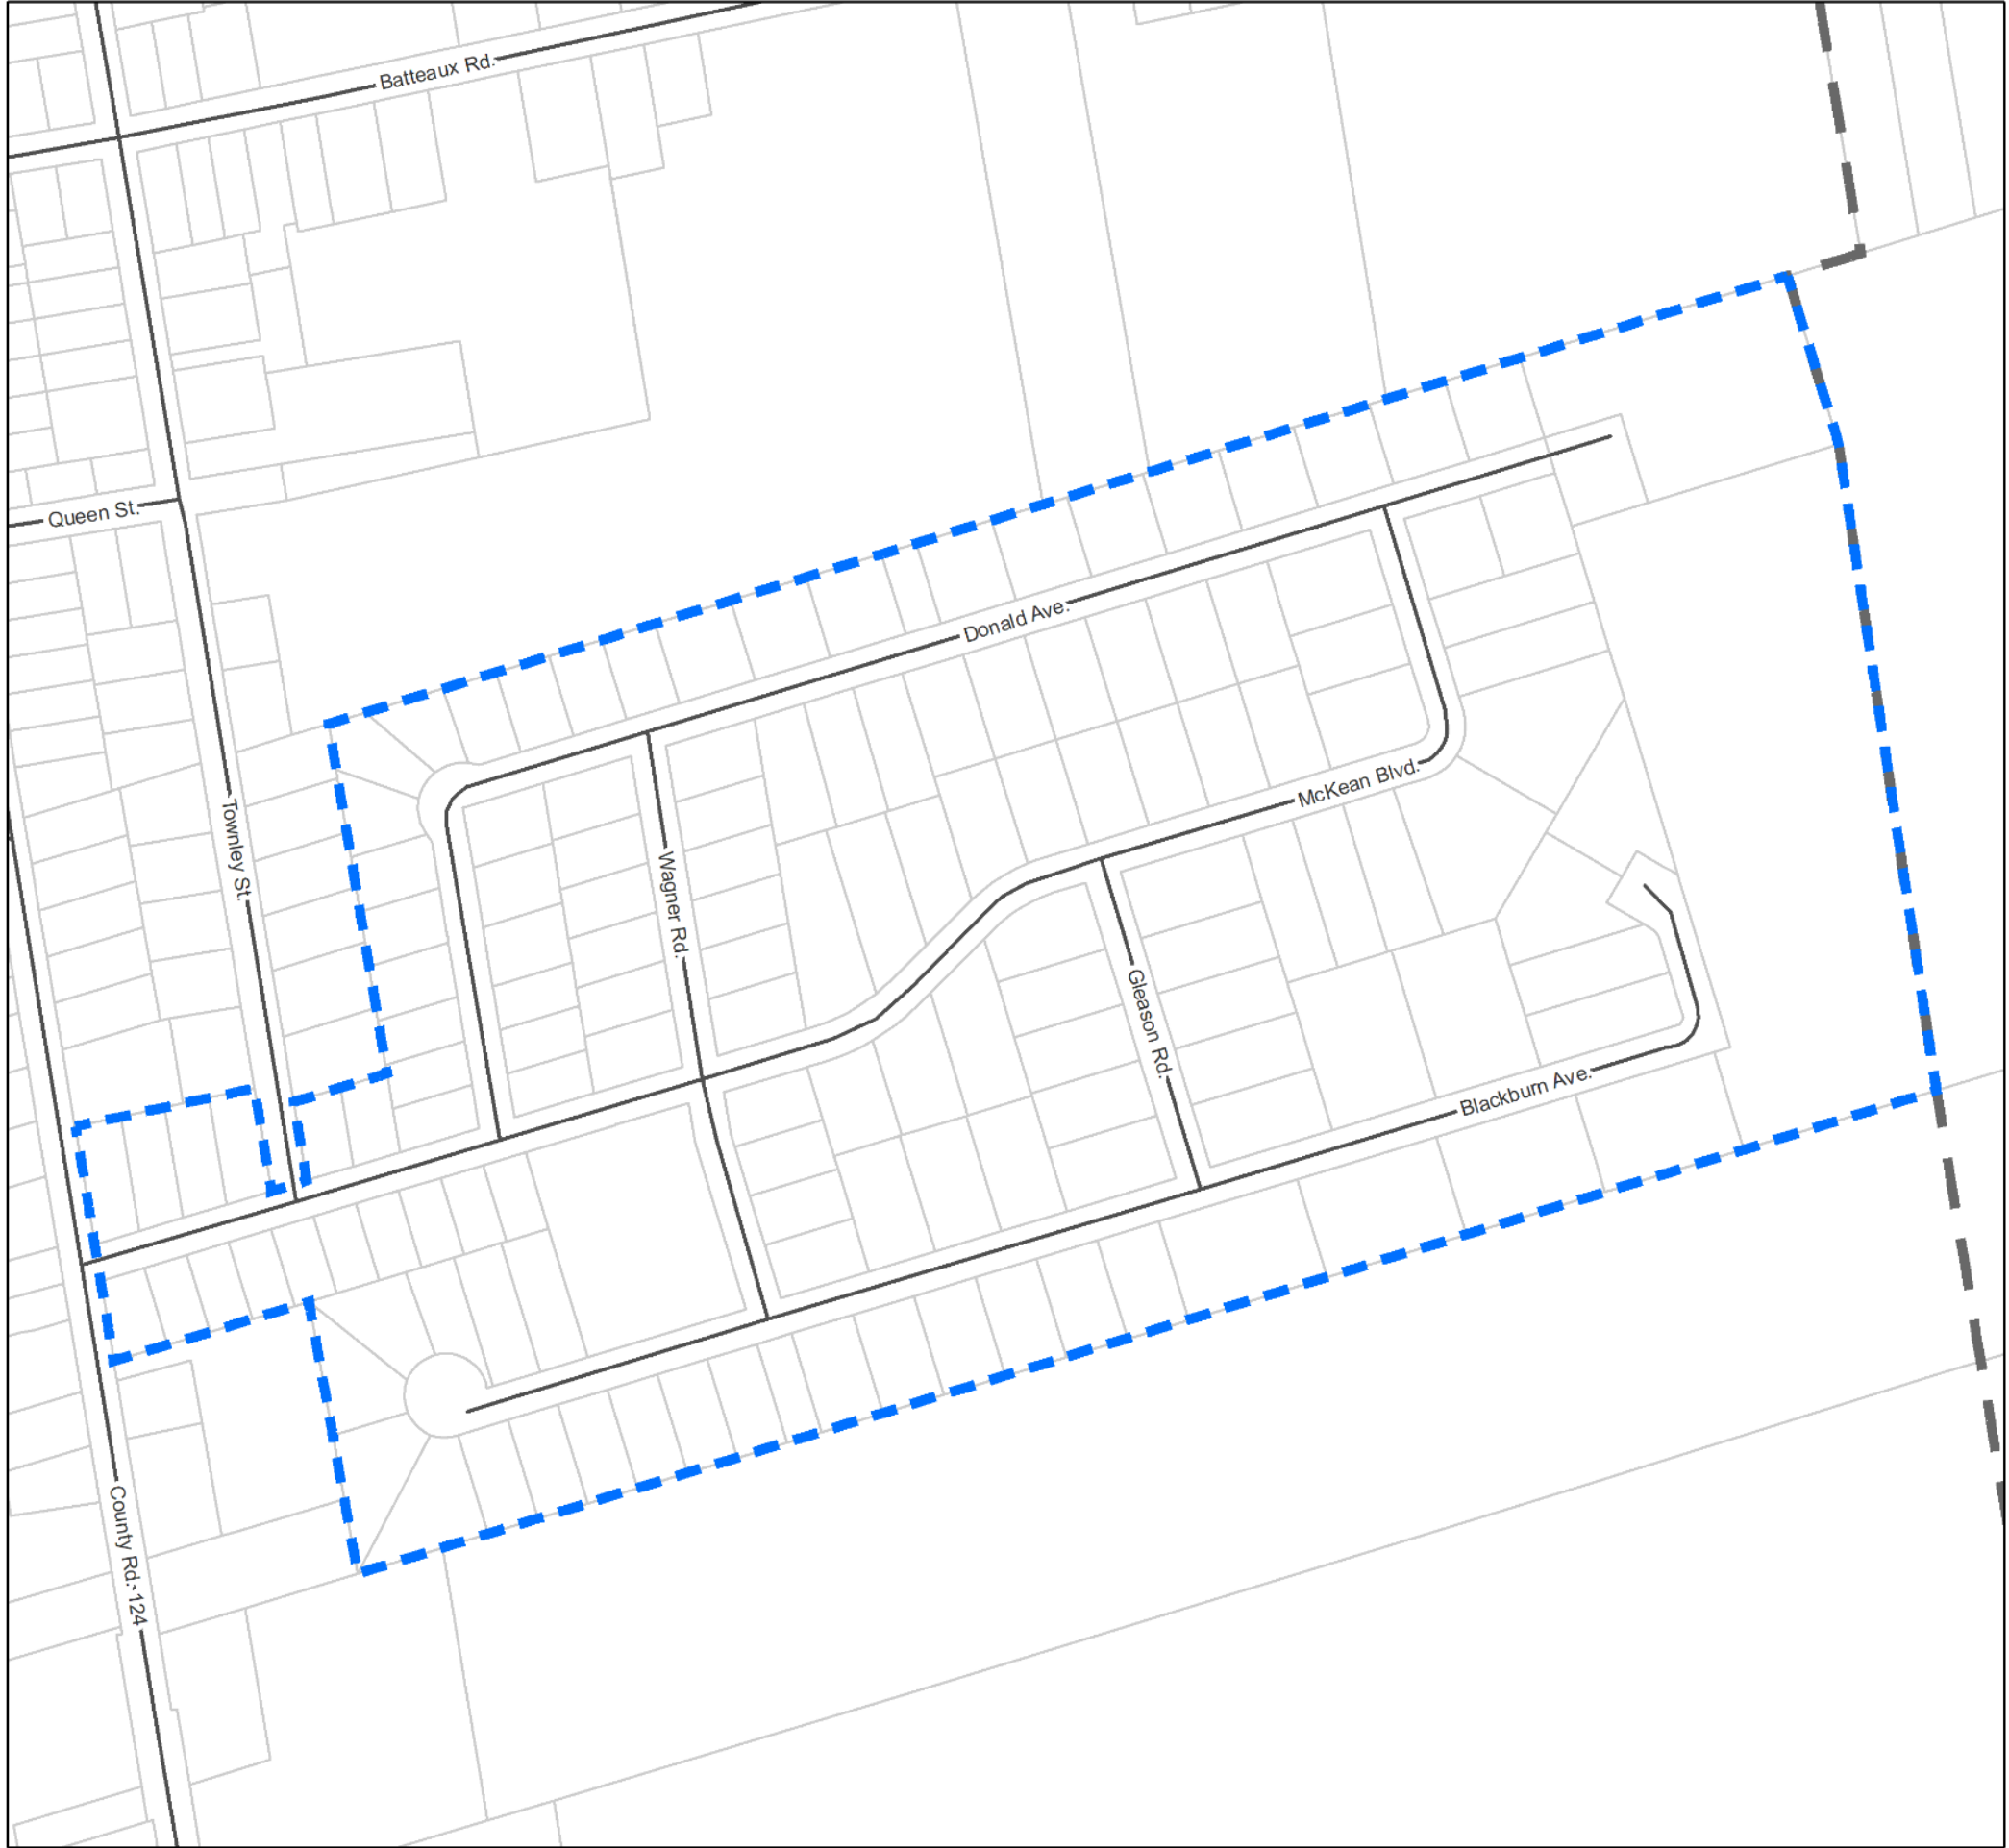 Batteaux Rd.
Queen St.
Donald Ave.
McKean Blvd.
Townley St.
Wagner Rd.
Gleason Rd.
Blackburn Ave.
County Rd. 124